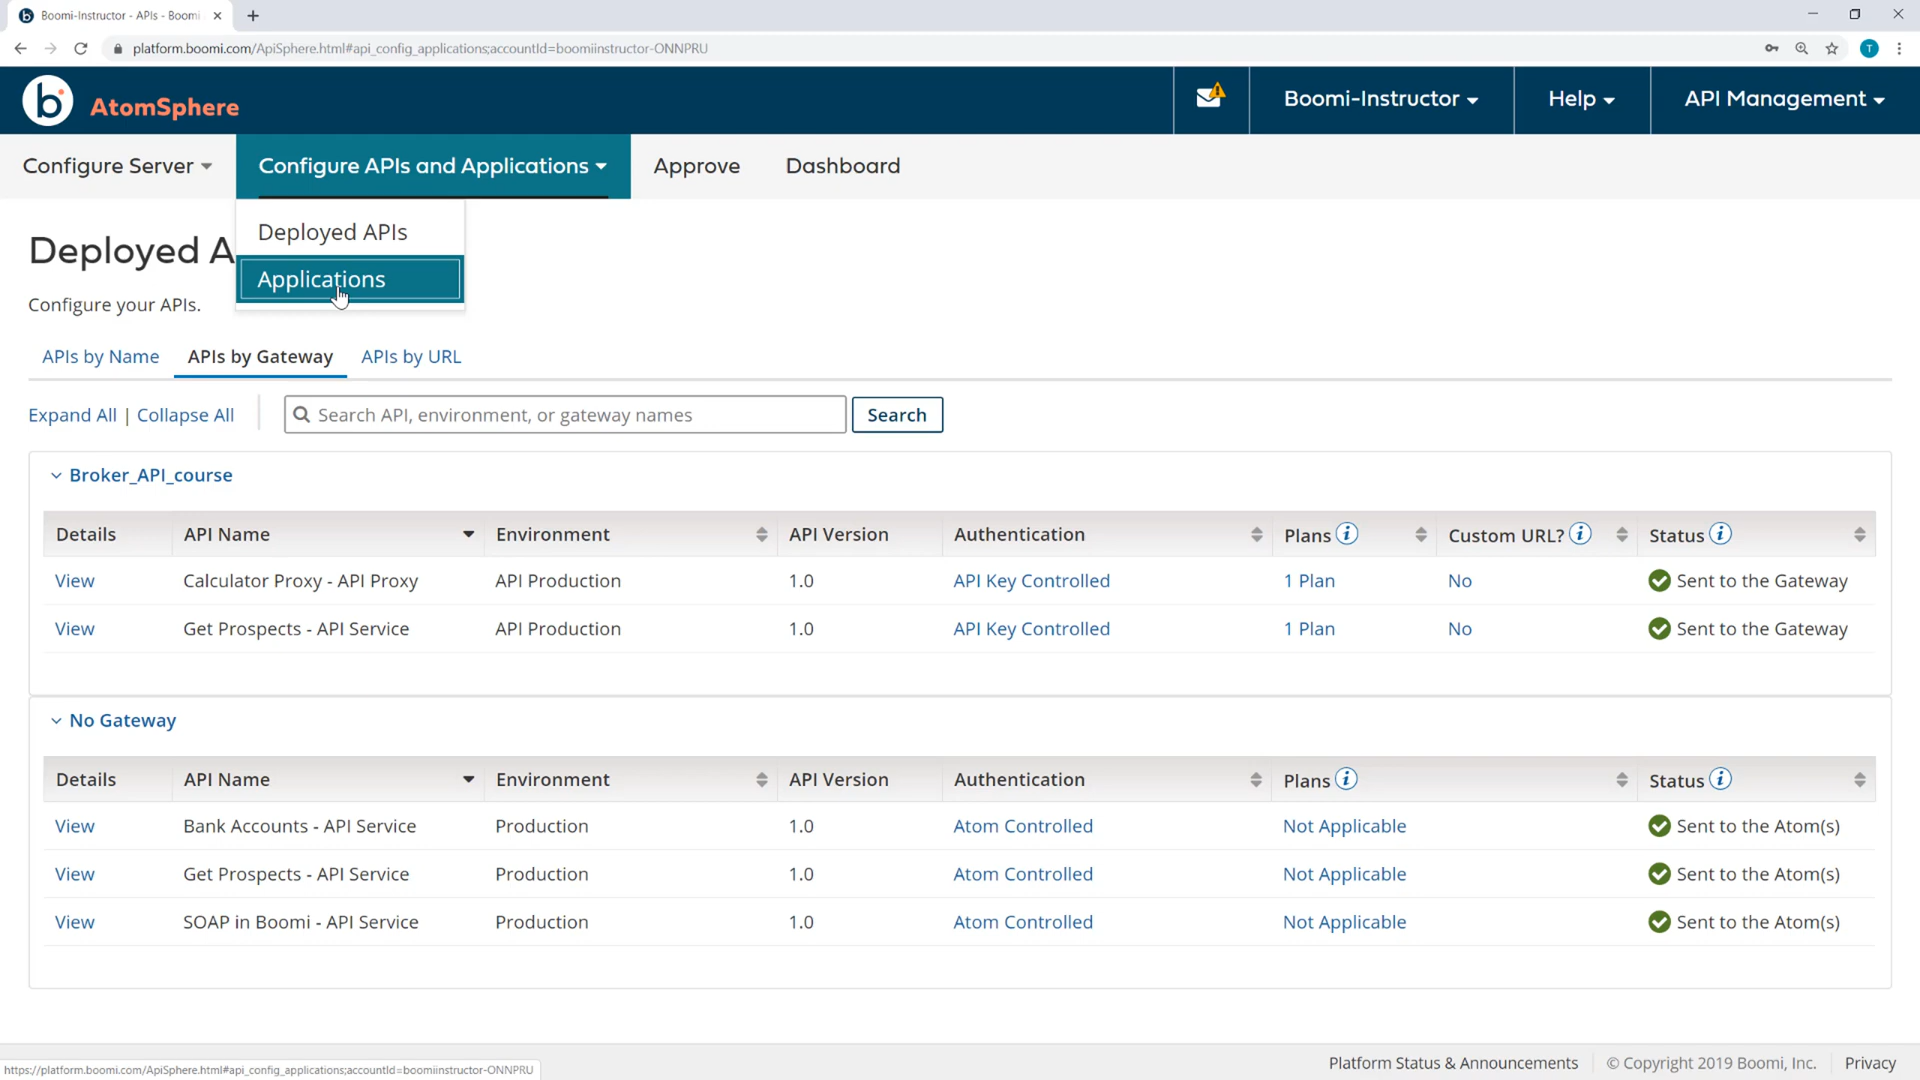 Boomi-Instructor - APIs - Boomi
platform.boomi.com/ApiSphere.html#api_config_applications;accountId=boomiinstructor-ONNPRU
T
b AtomSphere
Boomi-Instructor
Help
API Management
Configure Server
Configure APIs and Applications
Approve
Dashboard
Deployed APIs
Applications
Deployed A
Configure your APIs.
APIs by Name
APIs by Gateway
APIs by URL
Expand All | Collapse All
Search API, environment, or gateway names
Search
Broker_API_course
Details API Name Environment API Version Authentication Plans i Custom URL? i Status i
View Calculator Proxy - API Proxy API Production 1.0 API Key Controlled 1 Plan No Sent to the Gateway
View Get Prospects - API Service API Production 1.0 API Key Controlled 1 Plan No Sent to the Gateway
No Gateway
Details API Name Environment API Version Authentication Plans i Status i
View Bank Accounts - API Service Production 1.0 Atom Controlled Not Applicable Sent to the Atom(s)
View Get Prospects - API Service Production 1.0 Atom Controlled Not Applicable Sent to the Atom(s)
View SOAP in Boomi - API Service Production 1.0 Atom Controlled Not Applicable Sent to the Atom(s)
Platform Status & Announcements
© Copyright 2019 Boomi, Inc.
Privacy
https://platform.boomi.com/ApiSphere.html#api_config_applications;accountId=boomiinstructor-ONNPRU